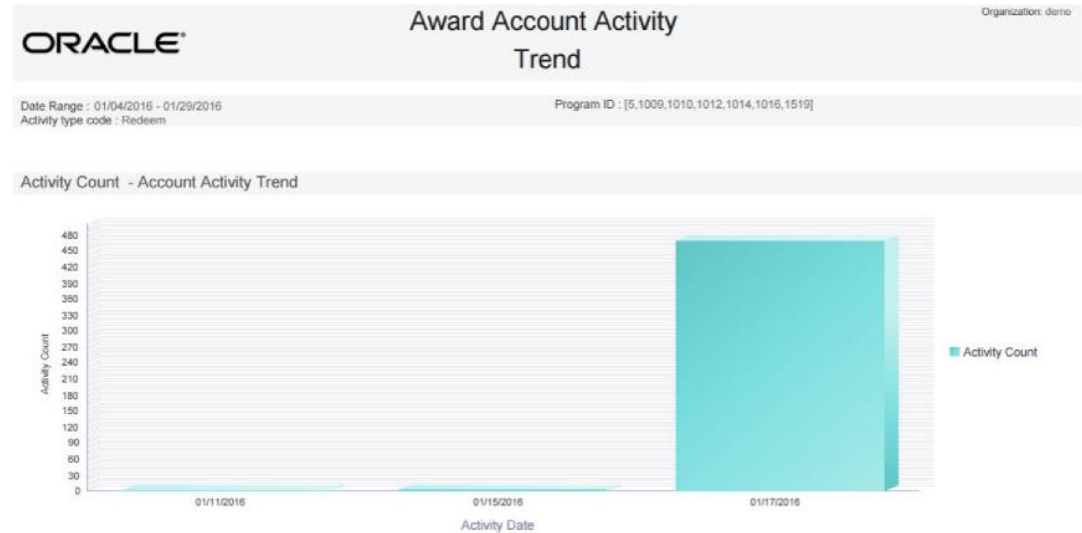 ORACLE®
Award Account Activity
Trend
Organization: demo
Date Range : 01/04/2016 - 01/29/2016
Program ID : [5,1009,1010,1012,1014,1016,1519]
Activity type code : Redeem
Activity Count - Account Activity Trend
480
450
420
390
360
330
300
270
240
210
180
150
120
90
60
30
0
Activity Count
01/11/2016
01/15/2016
01/17/2016
Activity Date
Activity Count